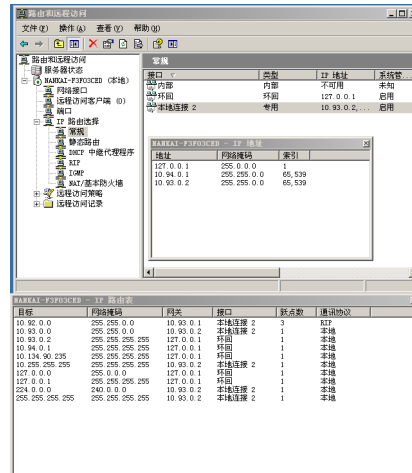 路由和远程访问
文件(F) 操作(A) 查看(V) 帮助(H)
路由和远程访问
服务器状态
NANKAI-F3F03CED (本地)
网络接口
远程访问客户端 (0)
端口
IP 路由选择
常规
静态路由
DHCP 中继代理程序
RIP
IGMP
NAT/基本防火墙
远程访问策略
远程访问记录
常规
接口 类型 IP 地址 系统管...
内部 内部 不可用 未知
环回 环回 127.0.0.1 启用
本地连接 2 专用 10.93.0.2,... 启用
NANKAI-F3F03CED - IP 地址
地址 网络掩码 索引
127.0.0.1 255.0.0.0 1
10.94.0.1 255.255.0.0 65,539
10.93.0.2 255.255.0.0 65,539
NANKAI-F3F03CED - IP 路由表
目标 网络掩码 网关 接口 跃点数 通讯协议
10.92.0.0 255.255.0.0 10.93.0.1 本地连接 2 3 RIP
10.93.0.0 255.255.0.0 10.93.0.2 本地连接 2 1 本地
10.93.0.2 255.255.255.255 127.0.0.1 环回 1 本地
10.94.0.1 255.255.255.255 127.0.0.1 环回 1 本地
10.134.90.235 255.255.255.255 127.0.0.1 环回 1 本地
10.255.255.255 255.255.255.255 10.93.0.2 本地连接 2 1 本地
127.0.0.0 255.0.0.0 127.0.0.1 环回 1 本地
127.0.0.1 255.255.255.255 127.0.0.1 环回 1 本地
224.0.0.0 240.0.0.0 10.93.0.2 本地连接 2 1 本地
255.255.255.255 255.255.255.255 10.93.0.2 本地连接 2 1 本地